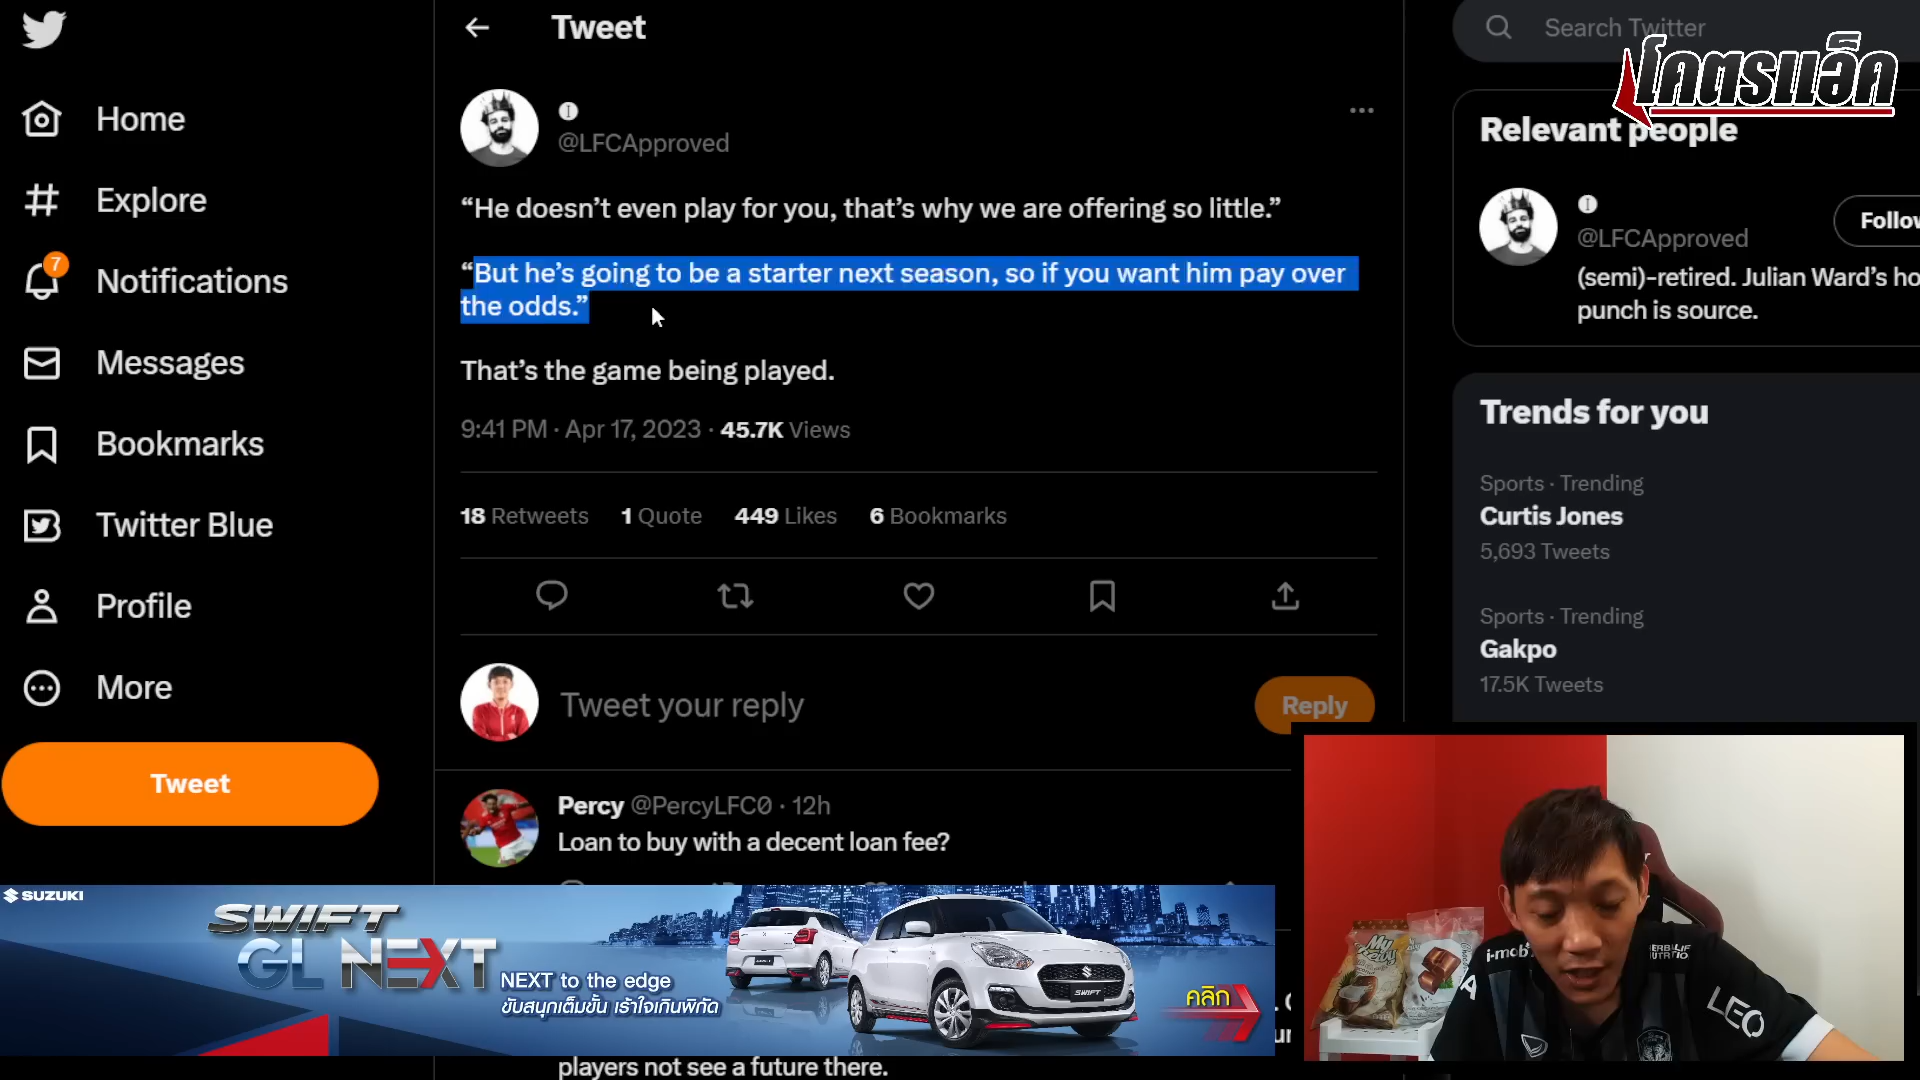 Tweet
Search Twitter
โคตรแอ็ค
Home
Explore
7
Notifications
Messages
Bookmarks
Twitter Blue
Profile
More
Tweet
@LFCApproved
“He doesn’t even play for you, that’s why we are offering so little.”
“But he’s going to be a starter next season, so if you want him pay over
the odds.”
That’s the game being played.
9:41 PM · Apr 17, 2023 · 45.7K Views
18 Retweets 1 Quote 449 Likes 6 Bookmarks
Tweet your reply
Reply
Percy @PercyLFC0 · 12h
Loan to buy with a decent loan fee?
players not see a future there.
Relevant people
@LFCApproved
(semi)-retired. Julian Ward’s
punch is source.
Trends for you
Sports · Trending
Curtis Jones
5,693 Tweets
Sports · Trending
Gakpo
17.5K Tweets
SUZUKI
SWIFT
GL NEXT
NEXT to the edge
ขับสนุกเต็มขั้น เร้าใจเกินพิกัด
SWIFT
คลิก
i-mob
LEO